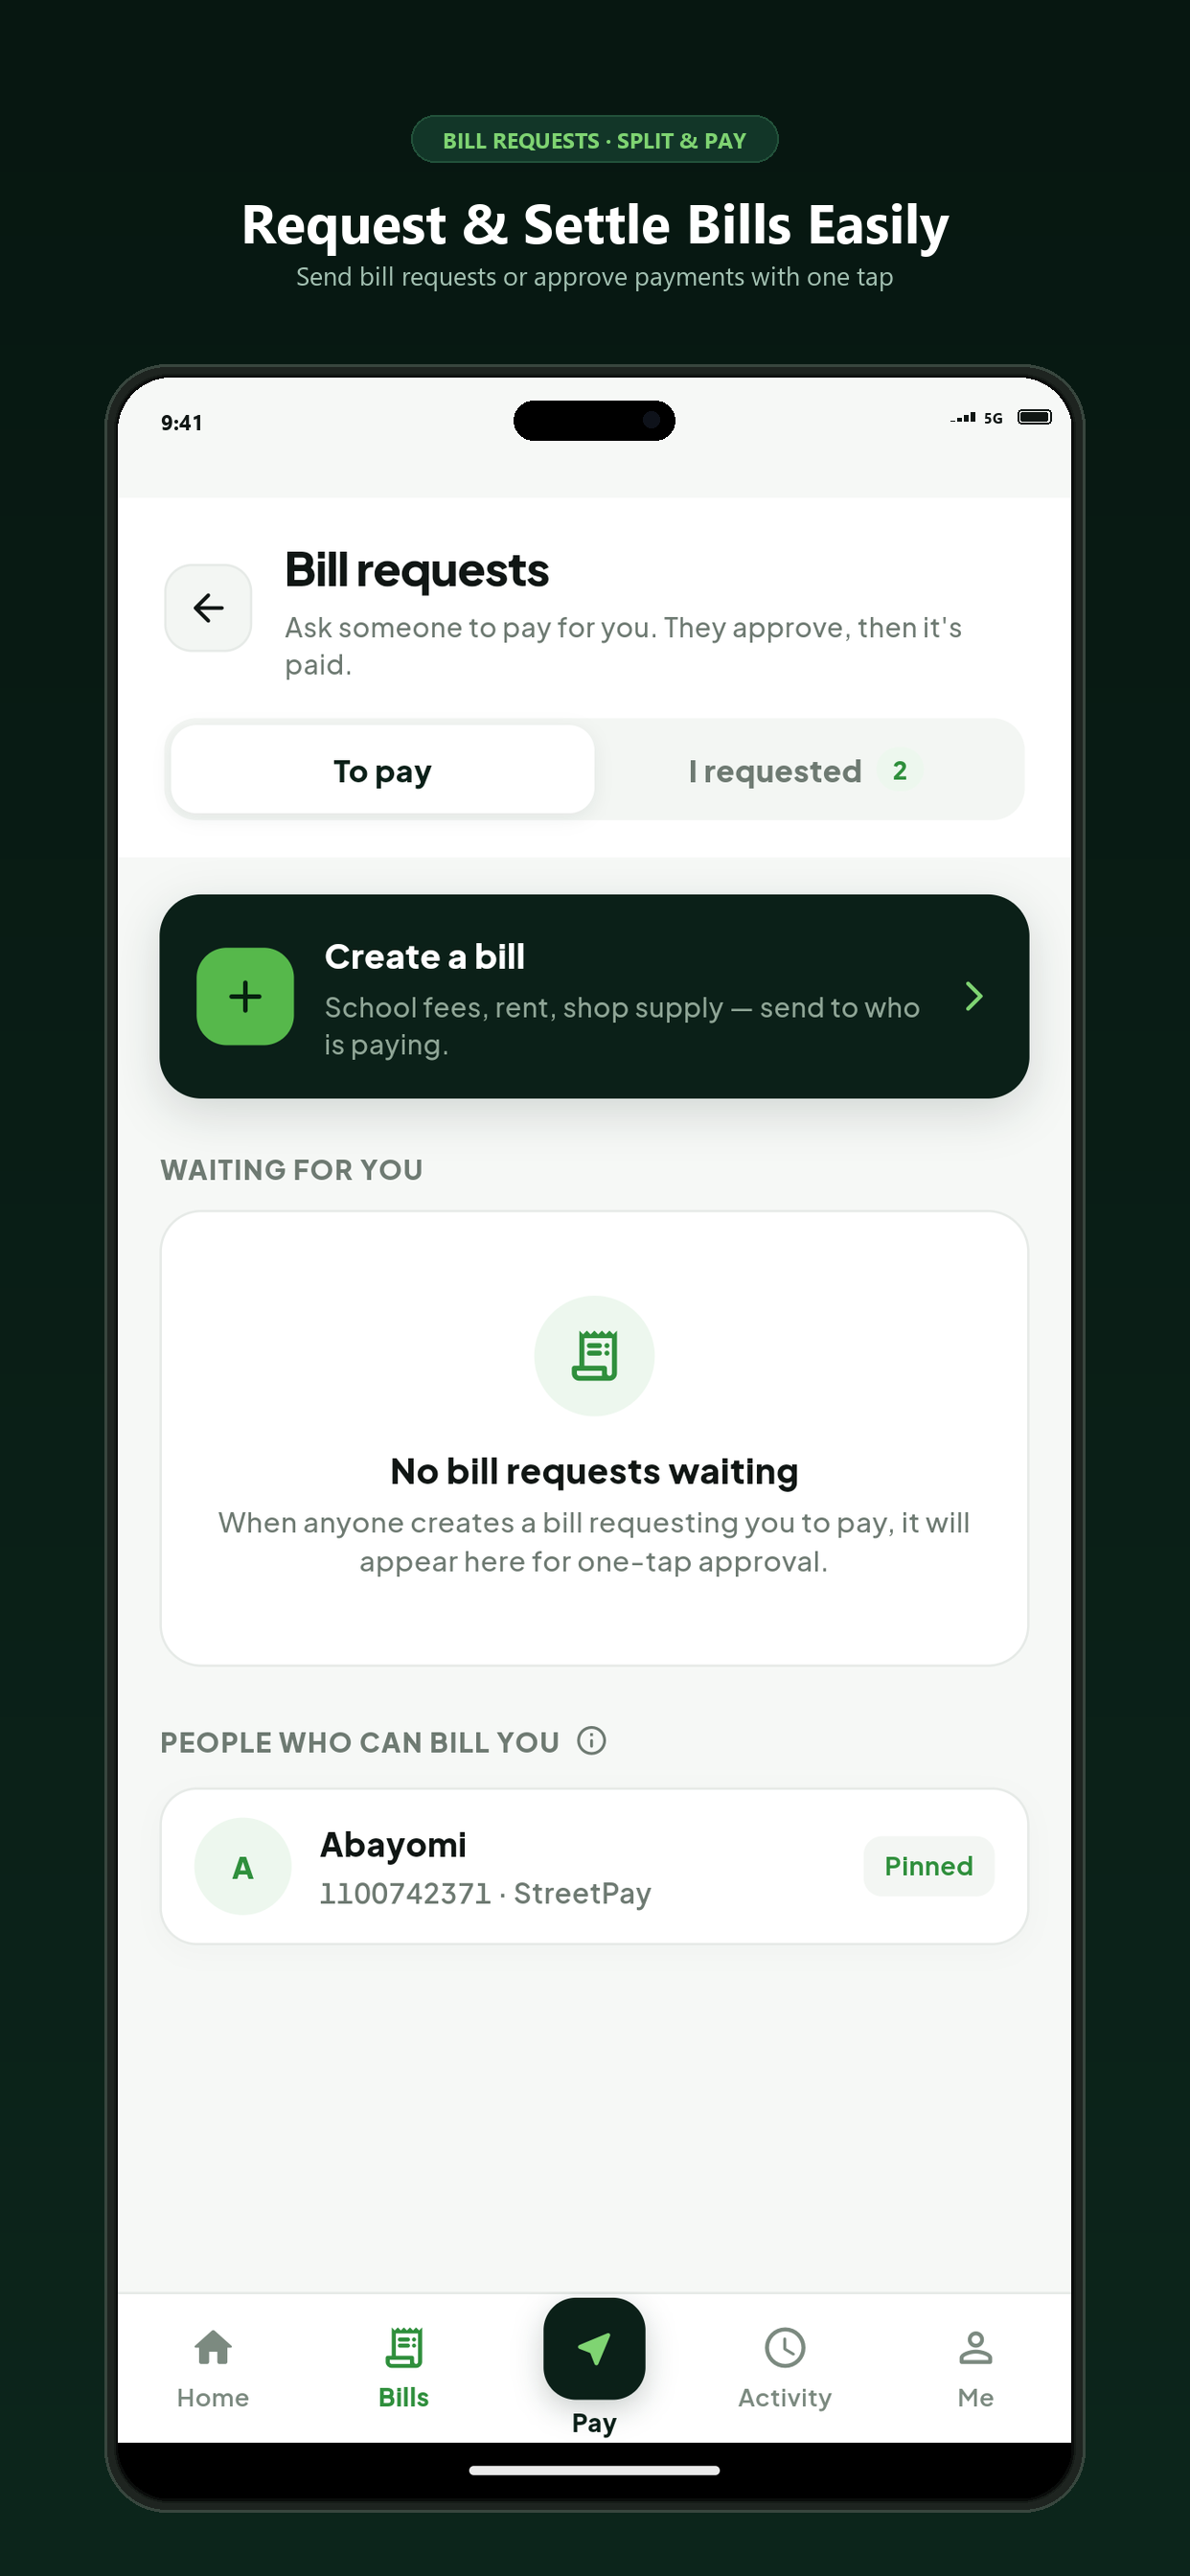 BILL REQUESTS · SPLIT & PAY
Request & Settle Bills Easily
Send bill requests or approve payments with one tap
9:41
5G
Bill requests
Ask someone to pay for you. They approve, then it's
paid.
To pay
I requested 2
Create a bill
School fees, rent, shop supply — send to who
is paying.
WAITING FOR YOU
No bill requests waiting
When anyone creates a bill requesting you to pay, it will
appear here for one-tap approval.
PEOPLE WHO CAN BILL YOU
A
Abayomi
1100742371 · StreetPay
Pinned
Home
Bills
Pay
Activity
Me